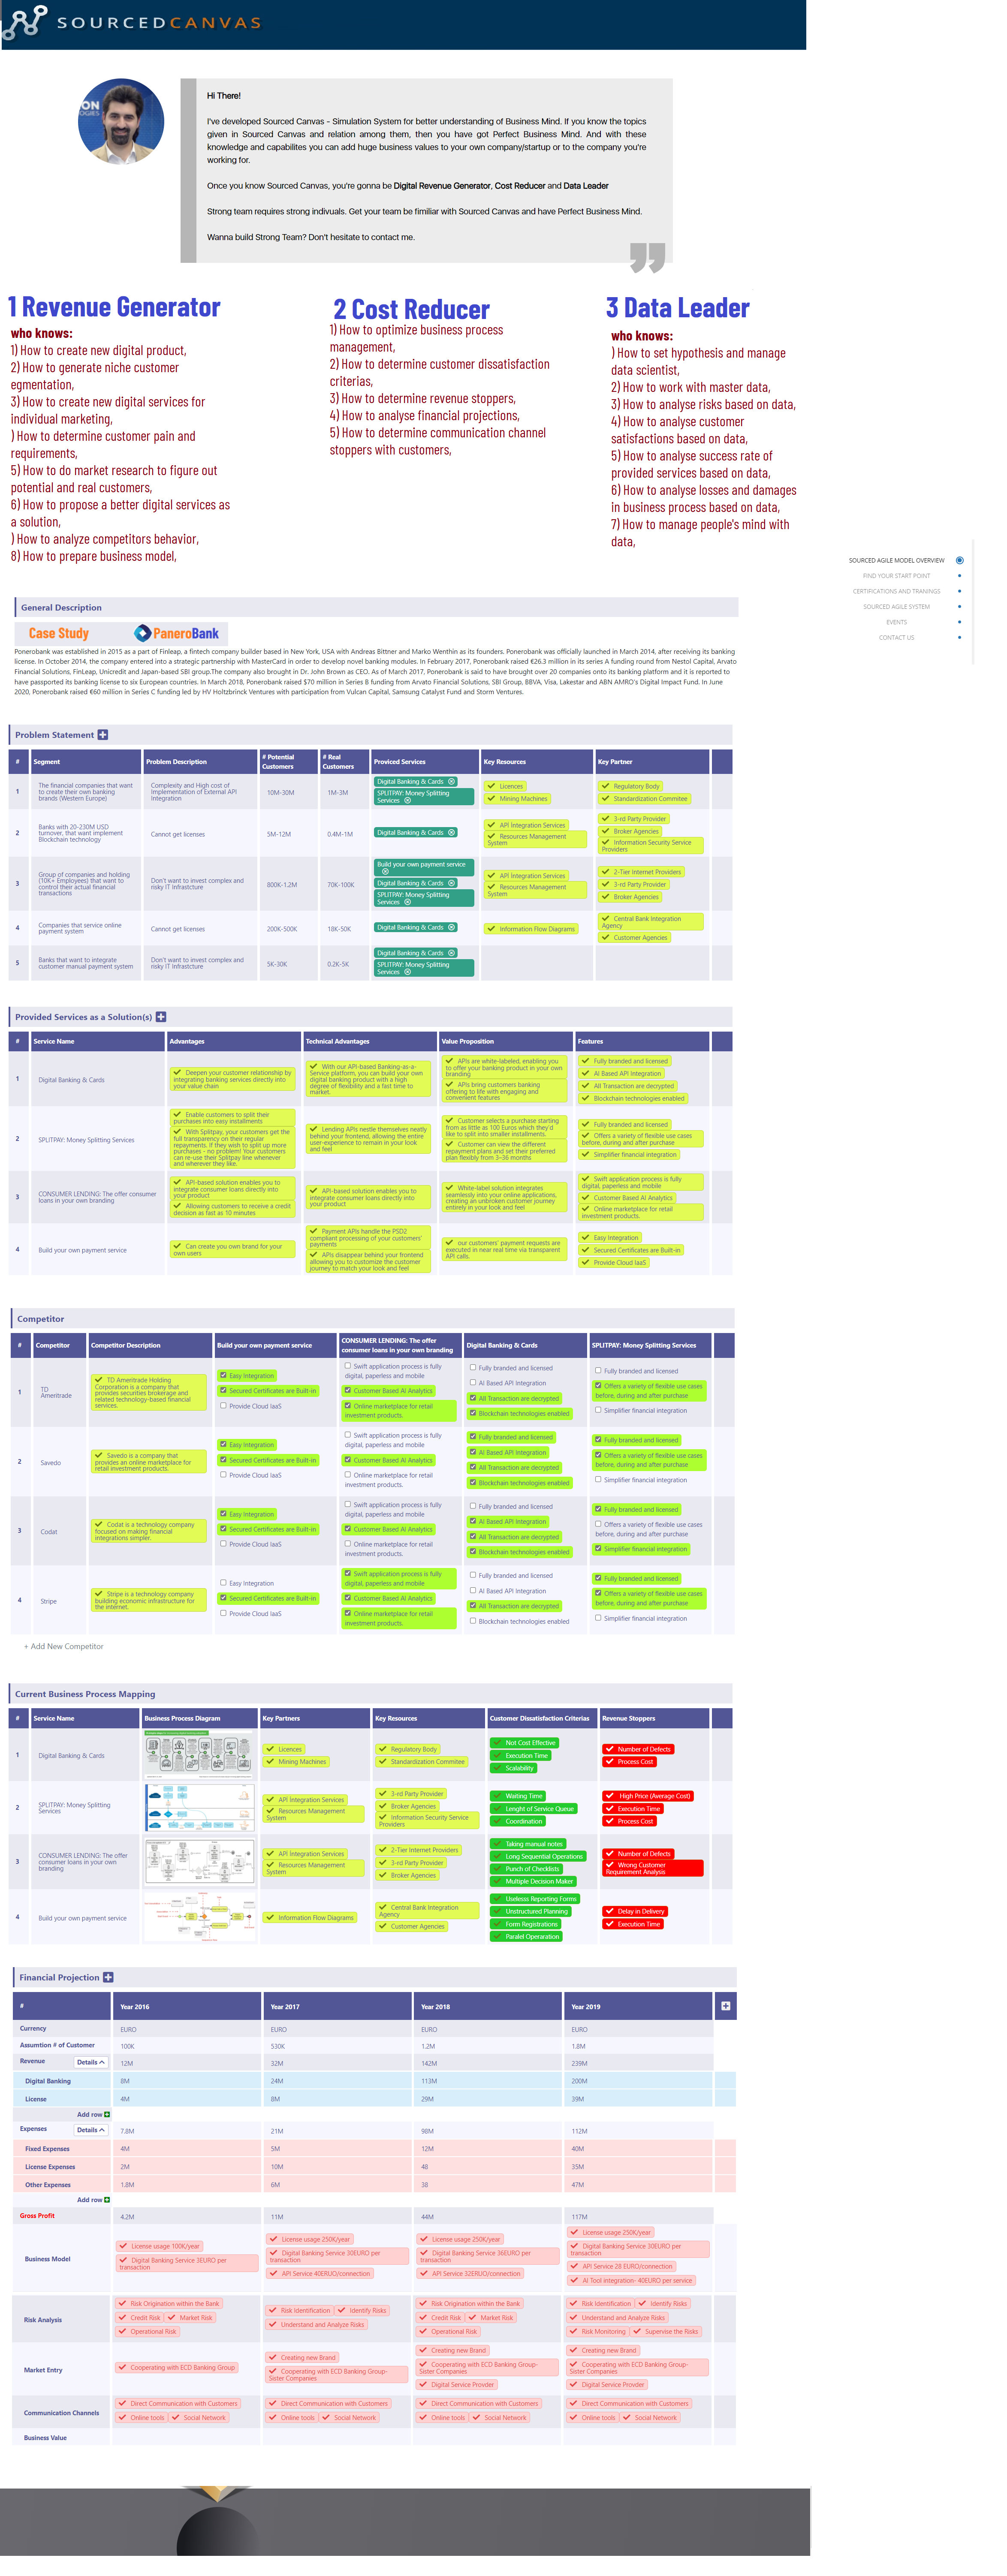 SOURCEDCANVAS
Hi There!
I've developed Sourced Canvas - Simulation System for better understanding of Business Mind. If you know the topics
given in Sourced Canvas and relation among them, then you have got Perfect Business Mind. And with these
knowledge and capabilites you can add huge business values to your own company/startup or to the company you're
working for.
Once you know Sourced Canvas, you're gonna be Digital Revenue Generator, Cost Reducer and Data Leader
Strong team requires strong indivuals. Get your team be fimiliar with Sourced Canvas and have Perfect Business Mind.
Wanna build Strong Team? Don't hesitate to contact me.
1 Revenue Generator
who knows:
1) How to create new digital product,
2) How to generate niche customer
egmentation,
3) How to create new digital services for
individual marketing,
) How to determine customer pain and
requirements,
5) How to do market research to figure out
potential and real customers,
6) How to propose a better digital services as
a solution,
) How to analyze competitors behavior,
8) How to prepare business model,
2 Cost Reducer
1) How to optimize business process
management,
2) How to determine customer dissatisfaction
criterias,
3) How to determine revenue stoppers,
4) How to analyse financial projections,
5) How to determine communication channel
stoppers with customers,
3 Data Leader
who knows:
) How to set hypothesis and manage
data scientist,
2) How to work with master data,
3) How to analyse risks based on data,
4) How to analyse customer
satisfactions based on data,
5) How to analyse success rate of
provided services based on data,
6) How to analyse losses and damages
in business process based on data,
7) How to manage people's mind with
data,
SOURCED AGILE MODEL OVERVIEW
FIND YOUR START POINT
CERTIFICATIONS AND TRANINGS
SOURCED AGILE SYSTEM
EVENTS
CONTACT US
General Description
Case Study PaneroBank
Ponerobank was established in 2015 as a part of Finleap, a fintech company builder based in New York, USA with Andreas Bittner and Marko Wenthin as its founders. Ponerobank was officially launched in March 2014, after receiving its banking
license. In October 2014, the company entered into a strategic partnership with MasterCard in order to develop novel banking modules. In February 2017, Ponerobank raised €26.3 million in its series A funding round from Nestol Capital, Arvato
Financial Solutions, FinLeap, Unicredit and Japan-based SBI group.The company also brought in Dr. John Brown as CEO. As of March 2017, Ponerobank is said to have brought over 20 companies onto its banking platform and it is reported to
have passported its banking license to six European countries. In March 2018, Ponerobank raised $70 million in Series B funding from Arvato Financial Solutions, SBI Group, BBVA, Visa, Lakestar and ABN AMRO's Digital Impact Fund. In June
2020, Ponerobank raised €60 million in Series C funding led by HV Holtzbrinck Ventures with participation from Vulcan Capital, Samsung Catalyst Fund and Storm Ventures.
Problem Statement
# Segment Problem Description # Potential Customers # Real Customers Proviced Services Key Resources Key Partner
1 The financial companies that want to create their own banking brands (Western Europe) Complexity and High cost of Implementation of External API Integration 10M-30M 1M-3M Digital Banking & Cards SPLITPAY: Money Splitting Services Licences Mining Machines Regulatory Body Standardization Commitee
2 Banks with 20-230M USD turnover, that want implement Blockchain technology Cannot get licenses 5M-12M 0.4M-1M Digital Banking & Cards API Integration Services Resources Management System 3-rd Party Provider Broker Agencies Information Security Service Providers
3 Group of companies and holding (10K+ Employees) that want to control their actual financial transactions Don't want to invest complex and risky IT Infrastcture 800K-1.2M 70K-100K Build your own payment service Digital Banking & Cards SPLITPAY: Money Splitting Services API Integration Services Resources Management System 2-Tier Internet Providers 3-rd Party Provider Broker Agencies
4 Companies that service online payment system Cannot get licenses 200K-500K 18K-50K Digital Banking & Cards Information Flow Diagrams Central Bank Integration Agency Customer Agencies
5 Banks that want to integrate customer manual payment system Don't want to invest complex and risky IT Infrastcture 5K-30K 0.2K-5K Digital Banking & Cards SPLITPAY: Money Splitting Services
Provided Services as a Solution(s)
# Service Name Advantages Technical Advantages Value Proposition Features
1 Digital Banking & Cards Deepen your customer relationship by integrating banking services directly into your value chain With our API-based Banking-as-a-Service platform, you can build your own digital banking product with a high degree of flexibility and a fast time to market. APIs are white-labeled, enabling you to offer your banking product in your own branding APIs bring customers banking offering to life with engaging and convenient features Fully branded and licensed AI Based API Integration All Transaction are decrypted Blockchain technologies enabled
2 SPLITPAY: Money Splitting Services Enable customers to split their purchases into easy installments With Splitpay, your customers get the full transparency on their regular repayments. If they wish to split up more purchases - no problem! Your customers can re-use their Splitpay line whenever and wherever they like. Lending APIs nestle themselves neatly behind your frontend, allowing the entire user-experience to remain in your look and feel Customer selects a purchase starting from as little as 100 Euros which they'd like to split into smaller installments. Customer can view the different repayment plans and set their preferred plan flexibly from 3-36 months Fully branded and licensed Offers a variety of flexible use cases before, during and after purchase Simplifier financial integration
3 CONSUMER LENDING: The offer consumer loans in your own branding API-based solution enables you to integrate consumer loans directly into your product Allowing customers to receive a credit decision as fast as 10 minutes API-based solution enables you to integrate consumer loans directly into your product White-label solution integrates seamlessly into your online applications, creating an unbroken customer journey entirely in your look and feel Swift application process is fully digital, paperless and mobile Customer Based AI Analytics Online marketplace for retail investment products.
4 Build your own payment service Can create you own brand for your own users Payment APIs handle the PSD2 compliant processing of your customers' payments APIs disappear behind your frontend allowing you to customize the customer journey to match your look and feel our customers' payment requests are executed in near real time via transparent API calls. Easy Integration Secured Certificates are Built-in Provide Cloud IaaS
Competitor
# Competitor Competitor Description Build your own payment service CONSUMER LENDING: The offer consumer loans in your own branding Digital Banking & Cards SPLITPAY: Money Splitting Services
1 TD Ameritrade TD Ameritrade Holding Corporation is a company that provides securities brokerage and related technology-based financial services. Easy Integration Secured Certificates are Built-in Provide Cloud IaaS Swift application process is fully digital, paperless and mobile Customer Based AI Analytics Online marketplace for retail investment products. Fully branded and licensed AI Based API Integration All Transaction are decrypted Blockchain technologies enabled Fully branded and licensed Offers a variety of flexible use cases before, during and after purchase Simplifier financial integration
2 Savedo Savedo is a company that provides an online marketplace for retail investment products. Easy Integration Secured Certificates are Built-in Provide Cloud IaaS Swift application process is fully digital, paperless and mobile Customer Based AI Analytics Online marketplace for retail investment products. Fully branded and licensed AI Based API Integration All Transaction are decrypted Blockchain technologies enabled Fully branded and licensed Offers a variety of flexible use cases before, during and after purchase Simplifier financial integration
3 Codat Codat is a technology company focused on making financial integrations simpler. Easy Integration Secured Certificates are Built-in Provide Cloud IaaS Swift application process is fully digital, paperless and mobile Customer Based AI Analytics Online marketplace for retail investment products. Fully branded and licensed AI Based API Integration All Transaction are decrypted Blockchain technologies enabled Fully branded and licensed Offers a variety of flexible use cases before, during and after purchase Simplifier financial integration
4 Stripe Stripe is a technology company building economic infrastructure for the internet. Easy Integration Secured Certificates are Built-in Provide Cloud IaaS Swift application process is fully digital, paperless and mobile Customer Based AI Analytics Online marketplace for retail investment products. Fully branded and licensed AI Based API Integration All Transaction are decrypted Blockchain technologies enabled Fully branded and licensed Offers a variety of flexible use cases before, during and after purchase Simplifier financial integration
+ Add New Competitor
Current Business Process Mapping
# Service Name Business Process Diagram Key Partners Key Resources Customer Dissatisfaction Criterias Revenue Stoppers
1 Digital Banking & Cards Licences Mining Machines Regulatory Body Standardization Commitee Not Cost Effective Execution Time Scalability Number of Defects Process Cost
2 SPLITPAY: Money Splitting Services API Integration Services Resources Management System 3-rd Party Provider Broker Agencies Information Security Service Providers Waiting Time Lenght of Service Queue Coordination High Price (Average Cost) Execution Time Process Cost
3 CONSUMER LENDING: The offer consumer loans in your own branding API Integration Services Resources Management System 2-Tier Internet Providers 3-rd Party Provider Broker Agencies Taking manual notes Long Sequential Operations Punch of Checklists Multiple Decision Maker Number of Defects Wrong Customer Requirement Analysis
4 Build your own payment service Information Flow Diagrams Central Bank Integration Agency Customer Agencies Uselesss Reporting Forms Unstructured Planning Form Registrations Paralel Operaration Delay in Delivery Execution Time
Financial Projection
# Year 2016 Year 2017 Year 2018 Year 2019
Currency EURO EURO EURO EURO
Assumtion # of Customer 100K 530K 1.2M 1.8M
Revenue Details 12M 32M 142M 239M
Digital Banking 8M 24M 113M 200M
License 4M 8M 29M 39M
Add row
Expenses Details 7.8M 21M 98M 112M
Fixed Expenses 4M 5M 12M 40M
License Expenses 2M 10M 48 35M
Other Expenses 1.8M 6M 38 47M
Add row
Gross Profit 4.2M 11M 44M 117M
Business Model License usage 100K/year Digital Banking Service 3EURO per transaction License usage 250K/year Digital Banking Service 30EURO per transaction API Service 40ERUO/connection License usage 250K/year Digital Banking Service 36EURO per transaction API Service 32ERUO/connection License usage 250K/year Digital Banking Service 30EURO per transaction API Service 28 EURO/connection AI Tool integration- 40EURO per service
Risk Analysis Risk Origination within the Bank Credit Risk Market Risk Operational Risk Risk Identification Identify Risks Understand and Analyze Risks Risk Origination within the Bank Credit Risk Market Risk Operational Risk Risk Identification Identify Risks Understand and Analyze Risks Risk Monitoring Supervise the Risks
Market Entry Cooperating with ECD Banking Group Creating new Brand Cooperating with ECD Banking Group- Sister Companies Creating new Brand Cooperating with ECD Banking Group- Sister Companies Digital Service Provder Creating new Brand Cooperating with ECD Banking Group- Sister Companies Digital Service Provder
Communication Channels Direct Communication with Customers Online tools Social Network Direct Communication with Customers Online tools Social Network Direct Communication with Customers Online tools Social Network Direct Communication with Customers Online tools Social Network
Business Value